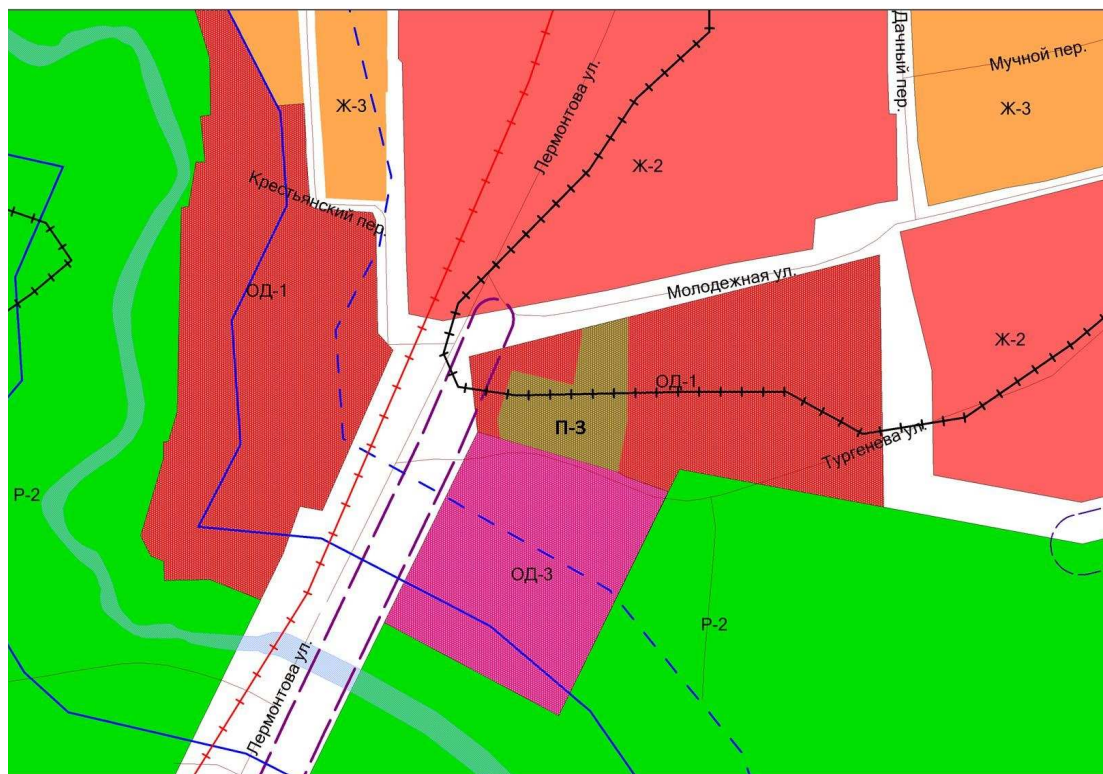 Дачный пер.
Мучной пер.
Ж-3
Ж-3
Лермонтова ул.
Ж-2
Крестьянский пер.
Молодежная ул.
ОД-1
Ж-2
ОД-1
П-3
Тургенева ул.
Р-2
ОД-3
Р-2
Лермонтова ул.